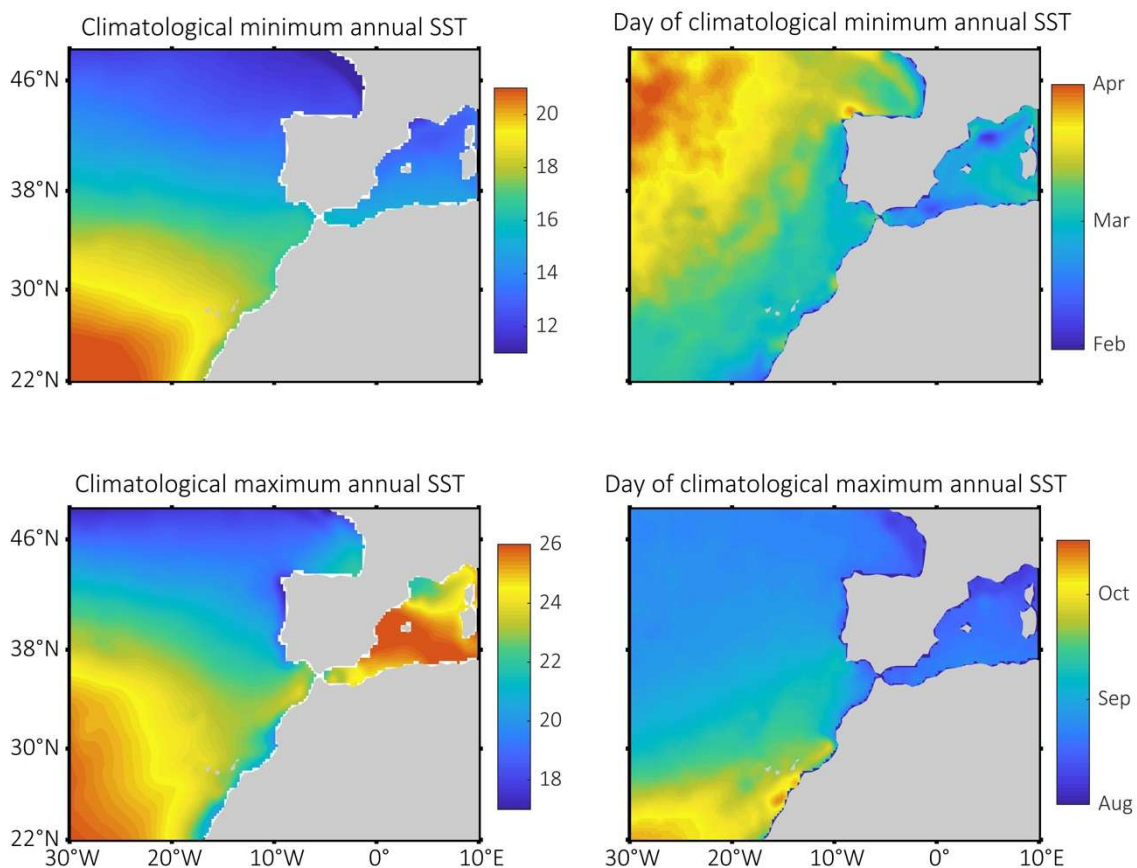 Climatological minimum annual SST
46°N
38°N
30°N
22°N
20
18
16
14
12
Day of climatological minimum annual SST
Apr
Mar
Feb
Climatological maximum annual SST
46°N
38°N
30°N
22°N
30°W
20°W
10°W
0°
10°E
26
24
22
20
18
Day of climatological maximum annual SST
30°W
20°W
10°W
0°
10°E
Oct
Sep
Aug